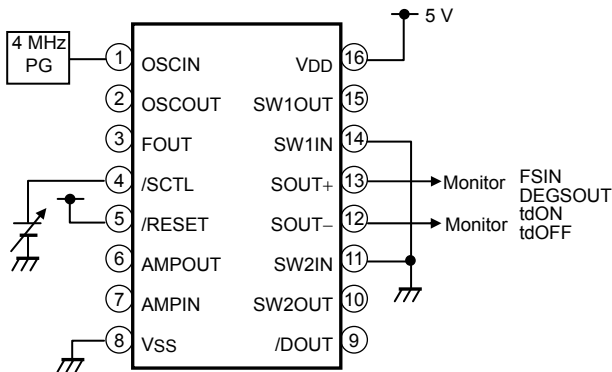 5 V
4 MHz
PG
1 OSCIN VDD 16
2 OSCOUT SW1OUT 15
3 FOUT SW1IN 14
4 /SCTL SOUT+ 13 Monitor FSIN
DEGSOUT
5 /RESET SOUT− 12 Monitor tdON
tdOFF
6 AMPOUT SW2IN 11
7 AMPIN SW2OUT 10
8 VSS /DOUT 9